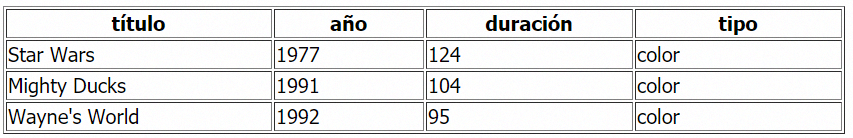 título año duración tipo
Star Wars 1977 124 color
Mighty Ducks 1991 104 color
Wayne's World 1992 95 color